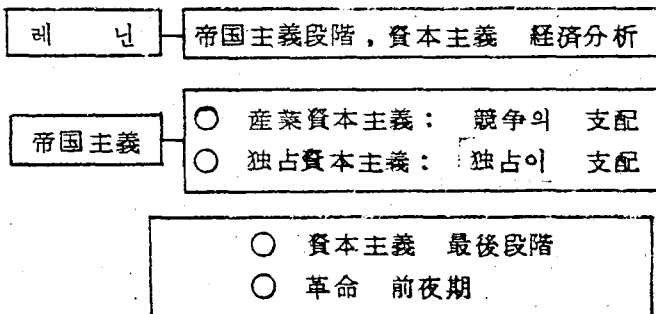 레 닌 帝国主義段階, 資本主義 経済分析
帝国主義
○ 産業資本主義: 競争의 支配
○ 独占資本主義: 独占이 支配
○ 資本主義 最後段階
○ 革命 前夜期